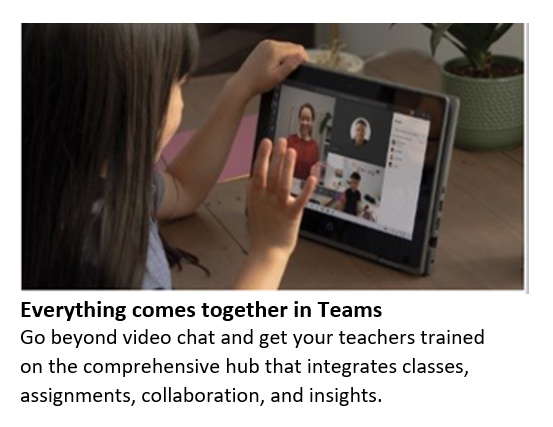 Everything comes together in Teams
Go beyond video chat and get your teachers trained
on the comprehensive hub that integrates classes,
assignments, collaboration, and insights.